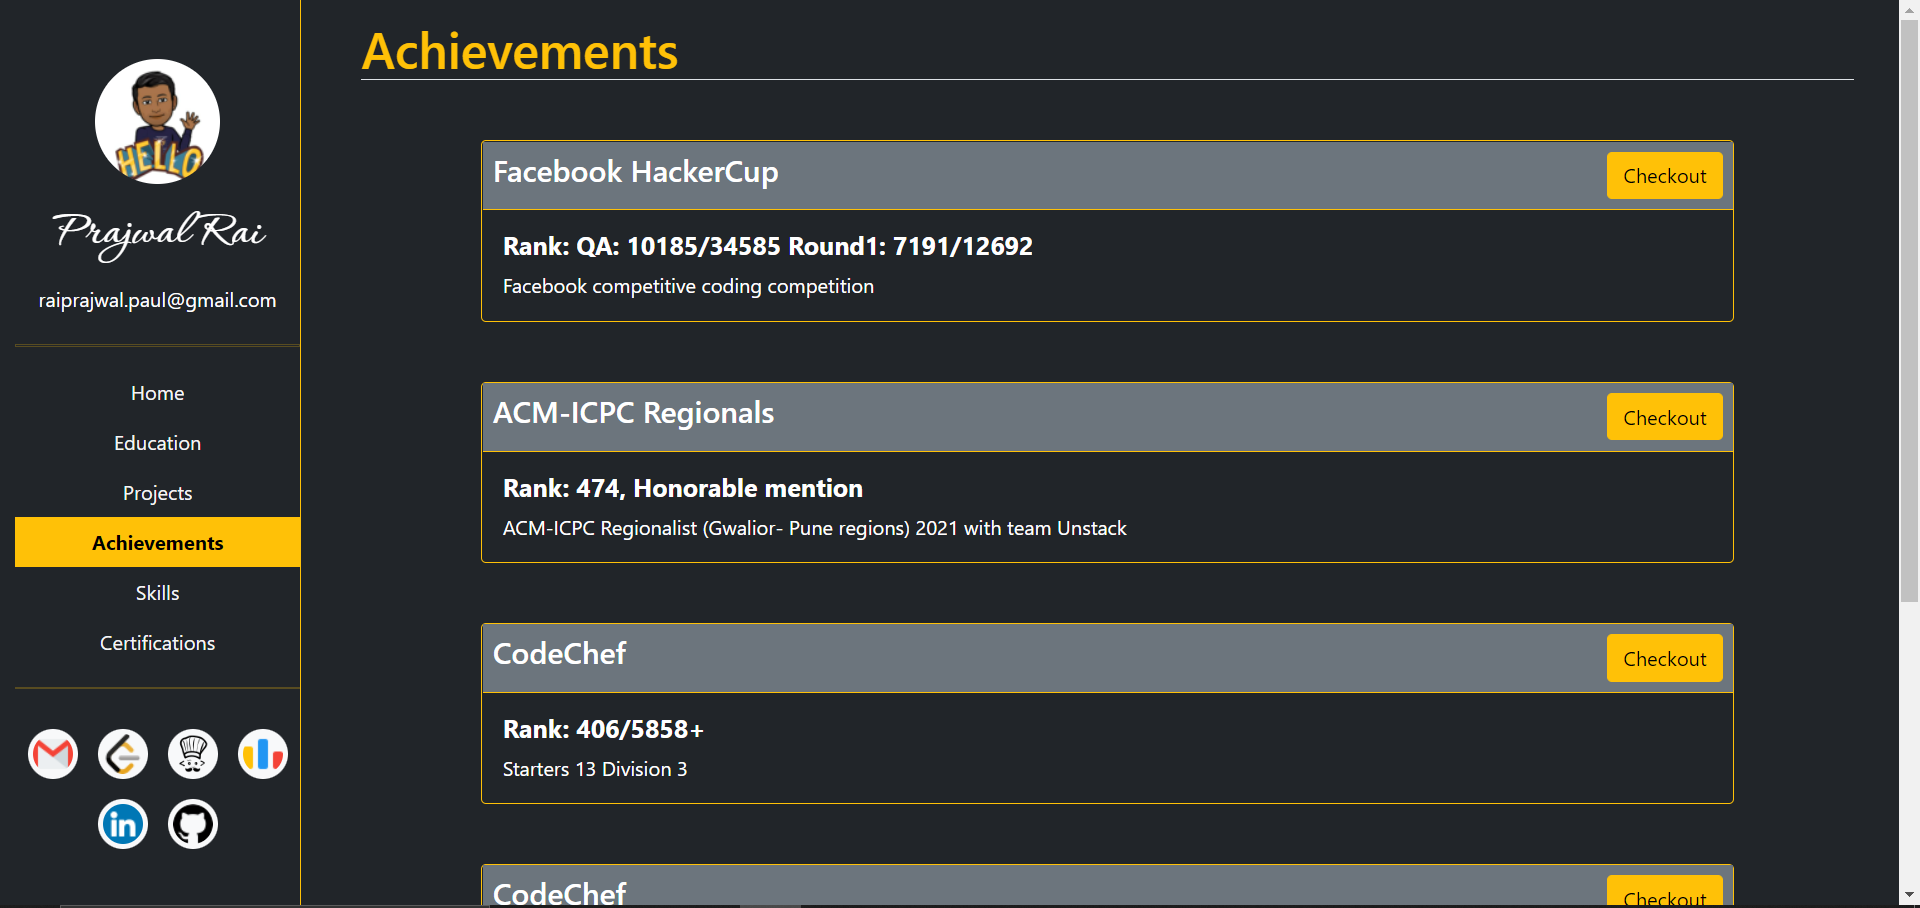 HELLO
Prajwal Rai
raiprajwal.paul@gmail.com
Home
Education
Projects
Achievements
Skills
Certifications
in
Achievements
Facebook HackerCup
Checkout
Rank: QA: 10185/34585 Round1: 7191/12692
Facebook competitive coding competition
ACM-ICPC Regionals
Checkout
Rank: 474, Honorable mention
ACM-ICPC Regionalist (Gwalior- Pune regions) 2021 with team Unstack
CodeChef
Checkout
Rank: 406/5858+
Starters 13 Division 3
CodeChef
Checkout